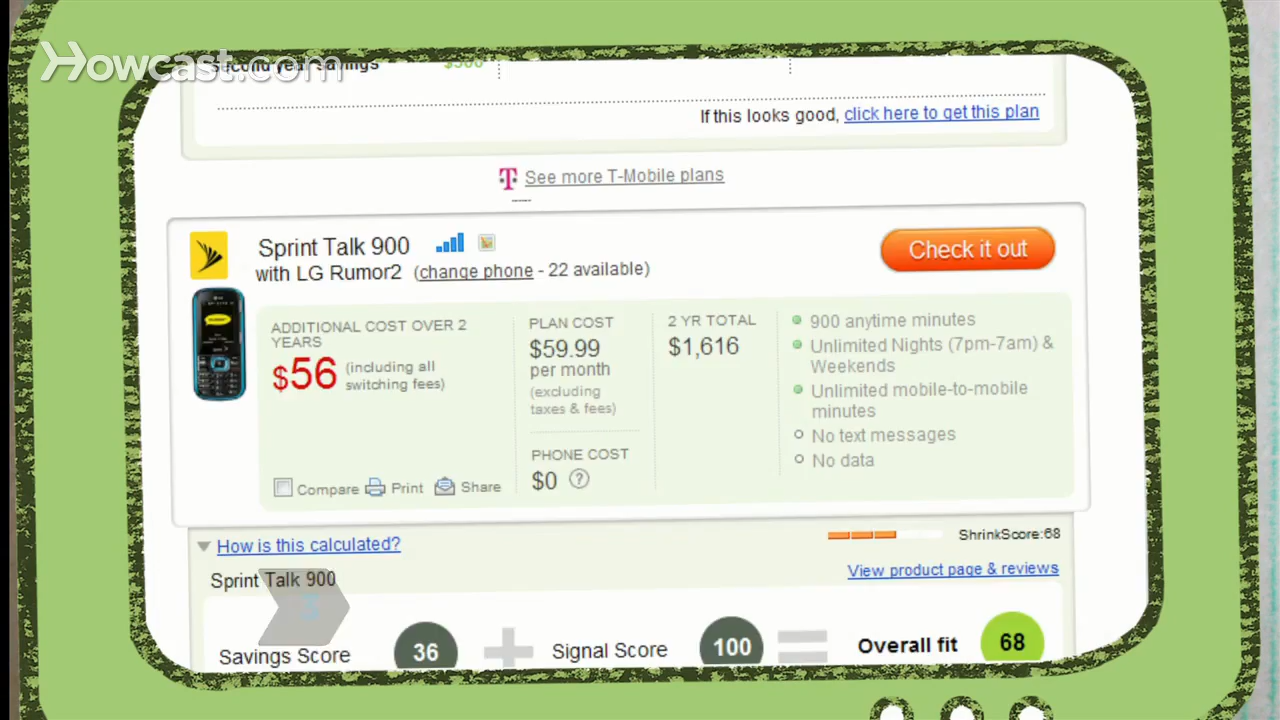 Howcast.com
Second year savings $500
If this looks good, click here to get this plan
T See more T-Mobile plans
Sprint Talk 900
with LG Rumor2 (change phone - 22 available)
Check it out
ADDITIONAL COST OVER 2
YEARS
$56 (including all
switching fees)
PLAN COST
$59.99
per month
(excluding
taxes & fees)
PHONE COST
$0 ?
2 YR TOTAL
$1,616
900 anytime minutes
Unlimited Nights (7pm-7am) &
Weekends
Unlimited mobile-to-mobile
minutes
No text messages
No data
Compare Print Share
How is this calculated?
ShrinkScore:68
Sprint Talk 900
View product page & reviews
3
Savings Score 36 + Signal Score 100 = Overall fit 68